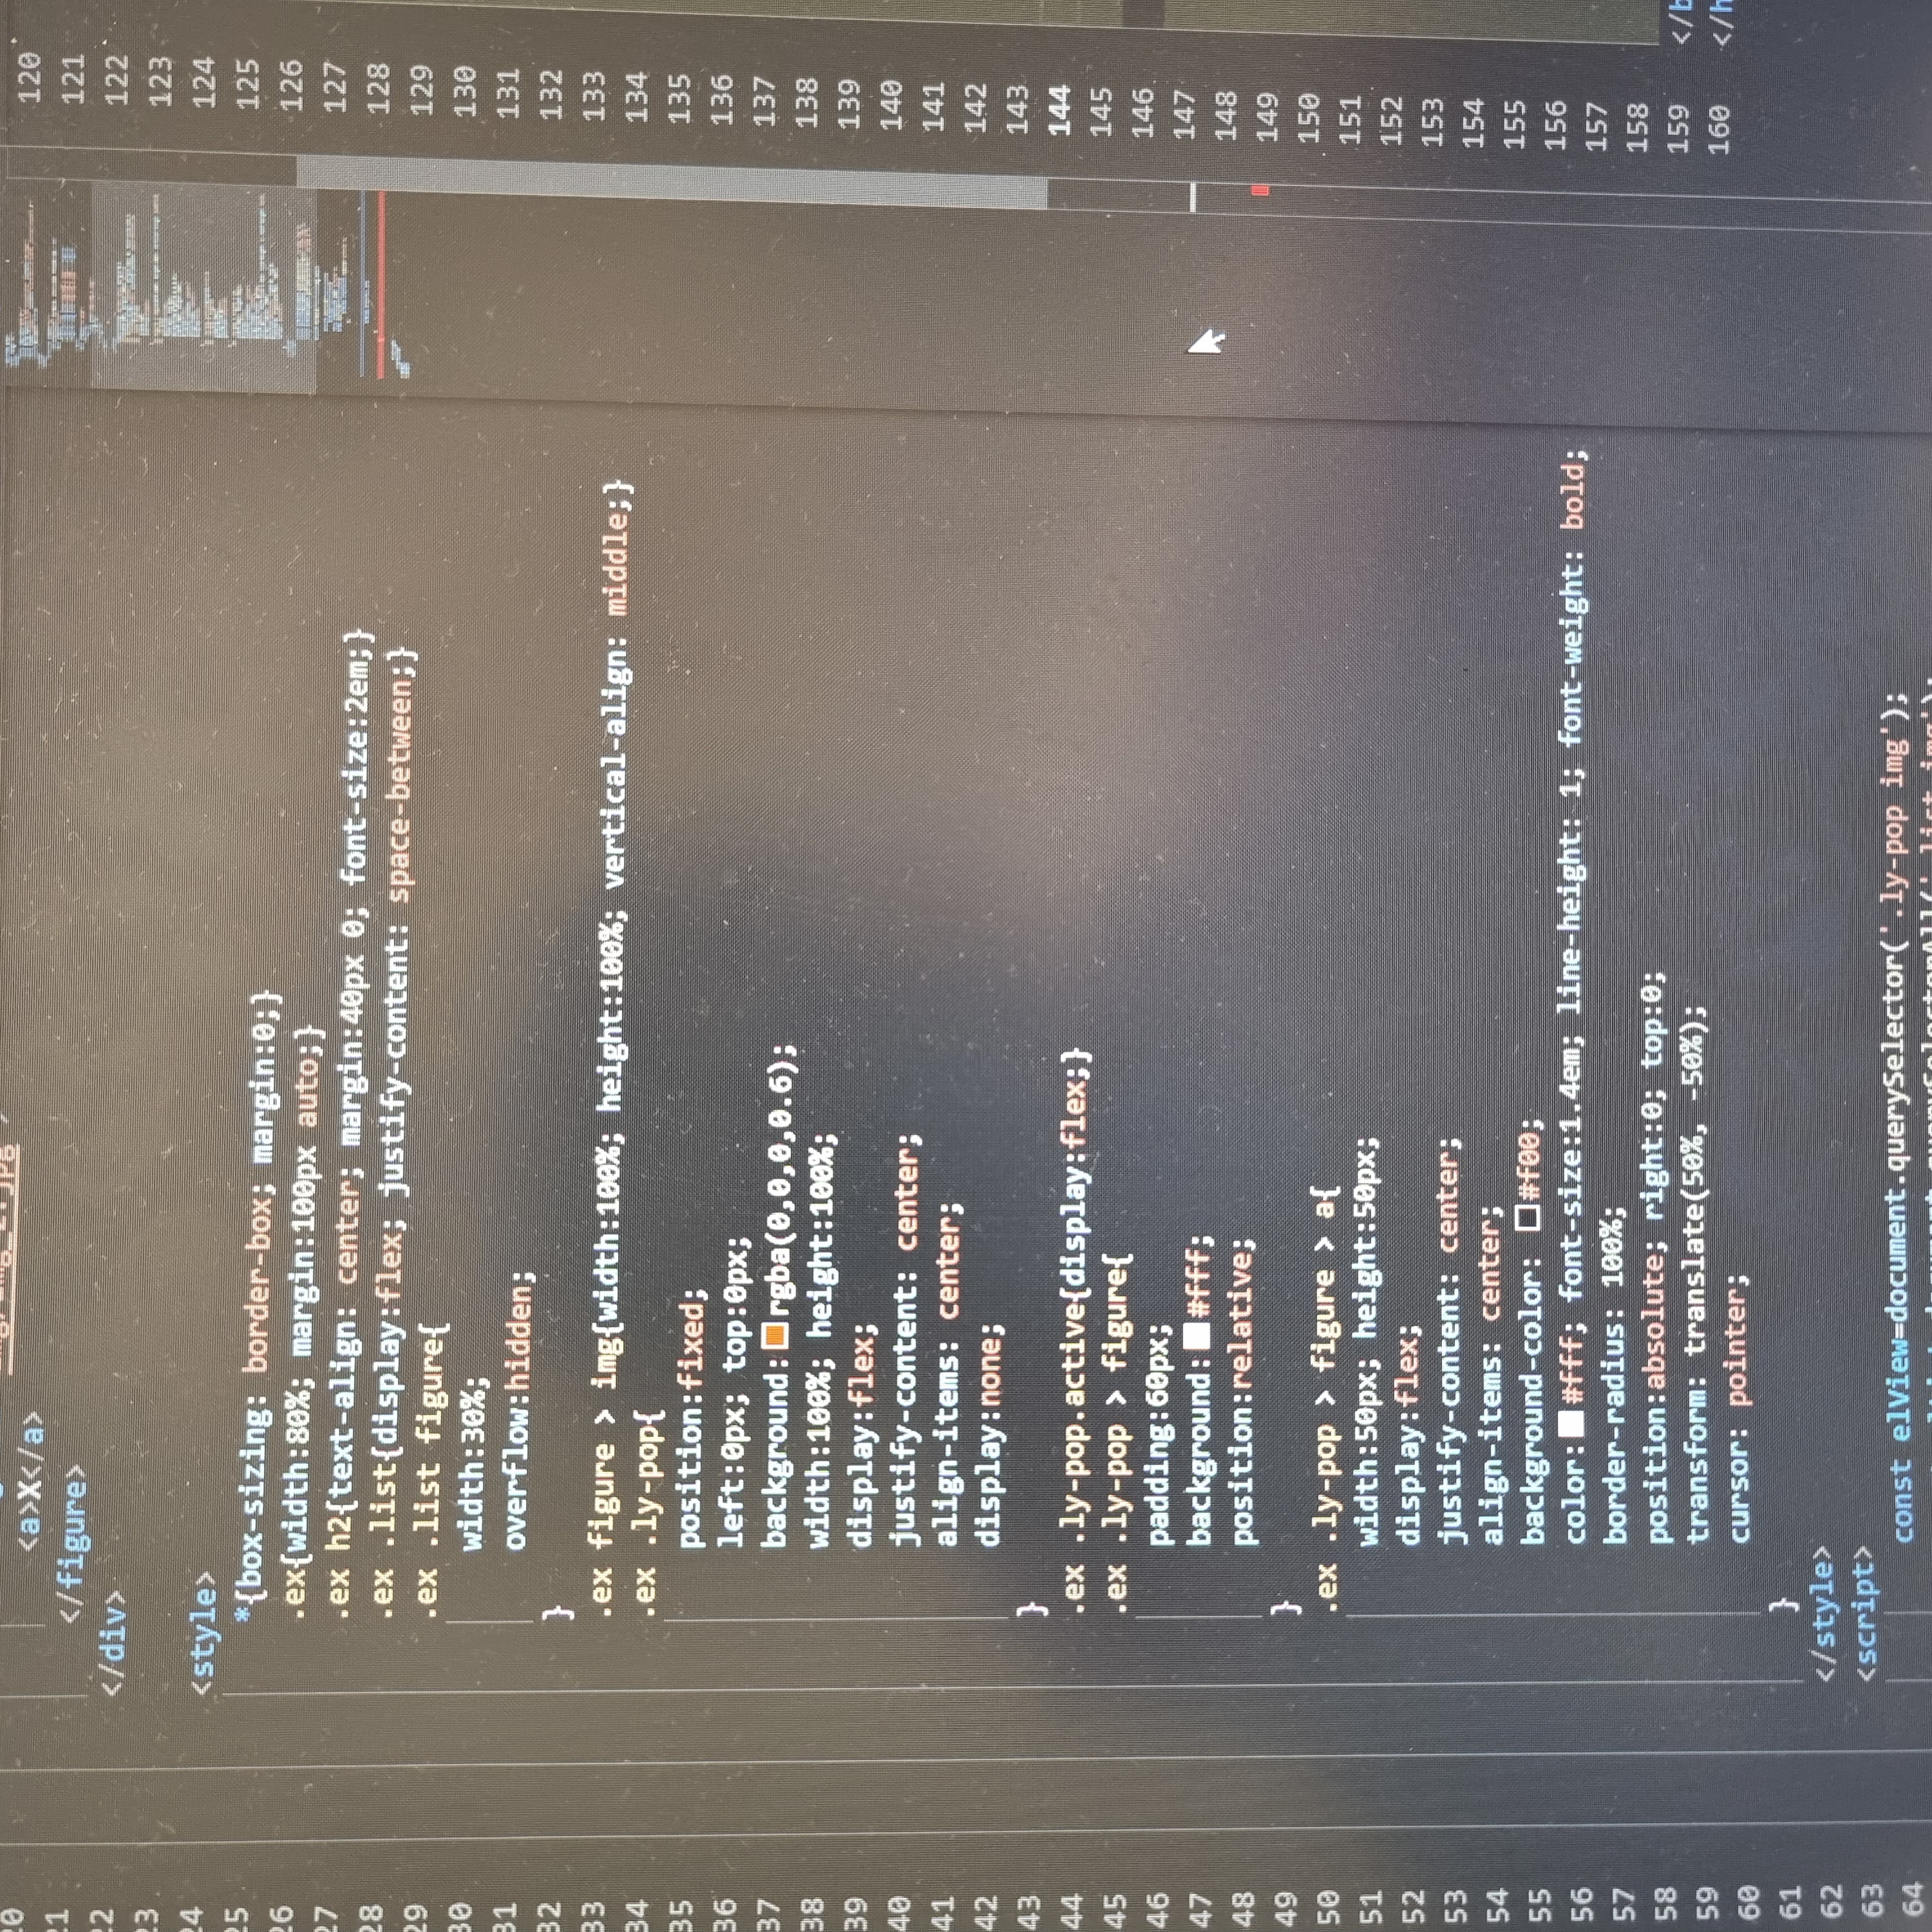 20
<a>X</a>
21
</figure>
22
</div>
23
24
<style>
25
*{box-sizing: border-box; margin:0;}
26
.ex{width:80%; margin:100px auto;}
27
.ex h2{text-align: center; margin:40px 0; font-size:2em;}
28
.ex .list{display:flex; justify-content: space-between;}
29
.ex .list figure{
30
width:30%;
31
overflow:hidden;
32
}
33
.ex figure > img{width:100%; height:100%; vertical-align: middle;}
34
.ex .ly-pop{
35
position:fixed;
36
left:0px; top:0px;
37
background: rgba(0,0,0,0.6);
38
width:100%; height:100%;
39
display:flex;
40
justify-content: center;
41
align-items: center;
42
display:none;
43
}
44
.ex .ly-pop.active{display:flex;}
45
.ex .ly-pop > figure{
46
padding:60px;
47
background: #fff;
48
position:relative;
49
}
50
.ex .ly-pop > figure > a{
51
width:50px; height:50px;
52
display:flex;
53
justify-content: center;
54
align-items: center;
55
background-color: #f00;
56
color: #fff; font-size:1.4em; line-height: 1; font-weight: bold;
57
border-radius: 100%;
58
position:absolute; right:0; top:0;
59
transform: translate(50%, -50%);
60
cursor: pointer;
61
}
62
</style>
63
<script>
64
const elView=document.querySelector('.ly-pop img');
120
121
122
123
124
125
126
127
128
129
130
131
132
133
134
135
136
137
138
139
140
141
142
143
144
145
146
147
148
149
150
151
152
153
154
155
156
157
158
159 </b
160 </h